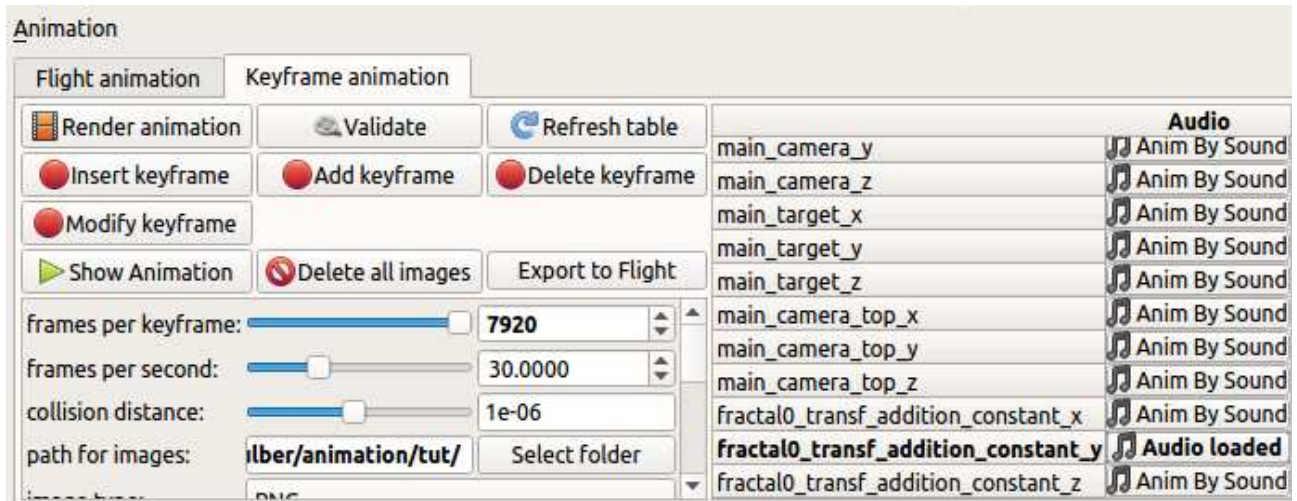 Animation
Flight animation
Keyframe animation
Render animation
Validate
Refresh table
Insert keyframe
Add keyframe
Delete keyframe
Modify keyframe
Show Animation
Delete all images
Export to Flight
frames per keyframe:
7920
frames per second:
30.0000
collision distance:
1e-06
path for images:
lber/animation/tut/
Select folder
Audio
main_camera_y
Anim By Sound
main_camera_z
Anim By Sound
main_target_x
Anim By Sound
main_target_y
Anim By Sound
main_target_z
Anim By Sound
main_camera_top_x
Anim By Sound
main_camera_top_y
Anim By Sound
main_camera_top_z
Anim By Sound
fractal0_transf_addition_constant_x
Anim By Sound
fractal0_transf_addition_constant_y
Audio loaded
fractal0_transf_addition_constant_z
Anim By Sound